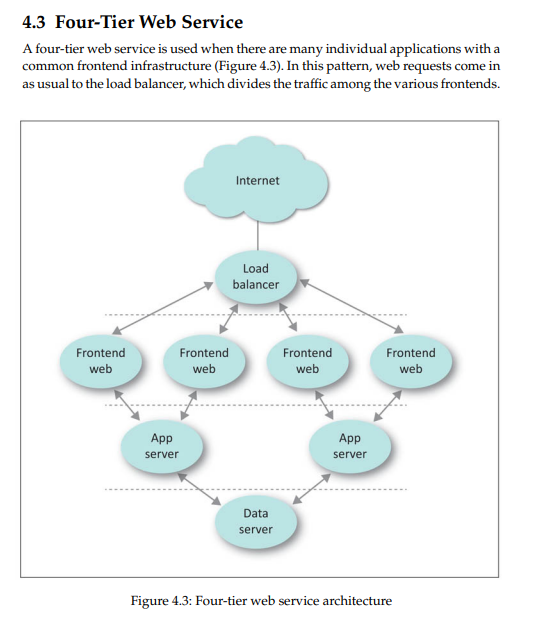 4.3 Four-Tier Web Service
A four-tier web service is used when there are many individual applications with a
common frontend infrastructure (Figure 4.3). In this pattern, web requests come in
as usual to the load balancer, which divides the traffic among the various frontends.
Internet
Load
balancer
Frontend
web
Frontend
web
Frontend
web
Frontend
web
App
server
App
server
Data
server
Figure 4.3: Four-tier web service architecture